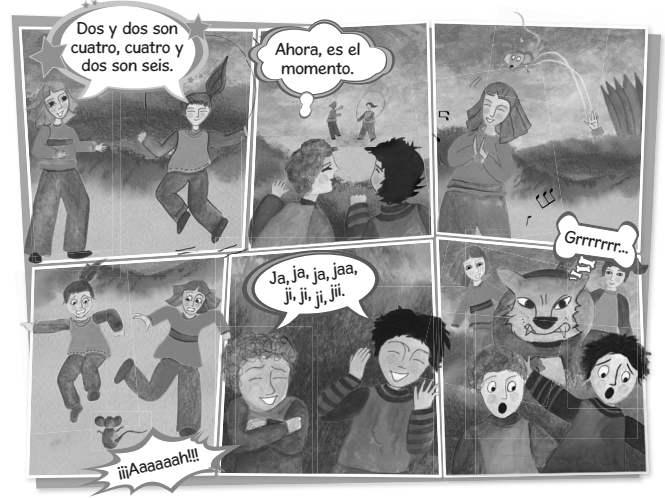 Dos y dos son
cuatro, cuatro y
dos son seis.
Ahora, es el
momento.
¡¡¡Aaaaaah!!!
Ja, ja, ja, jaa,
ji, ji, ji, jii.
Grrrrrrr...